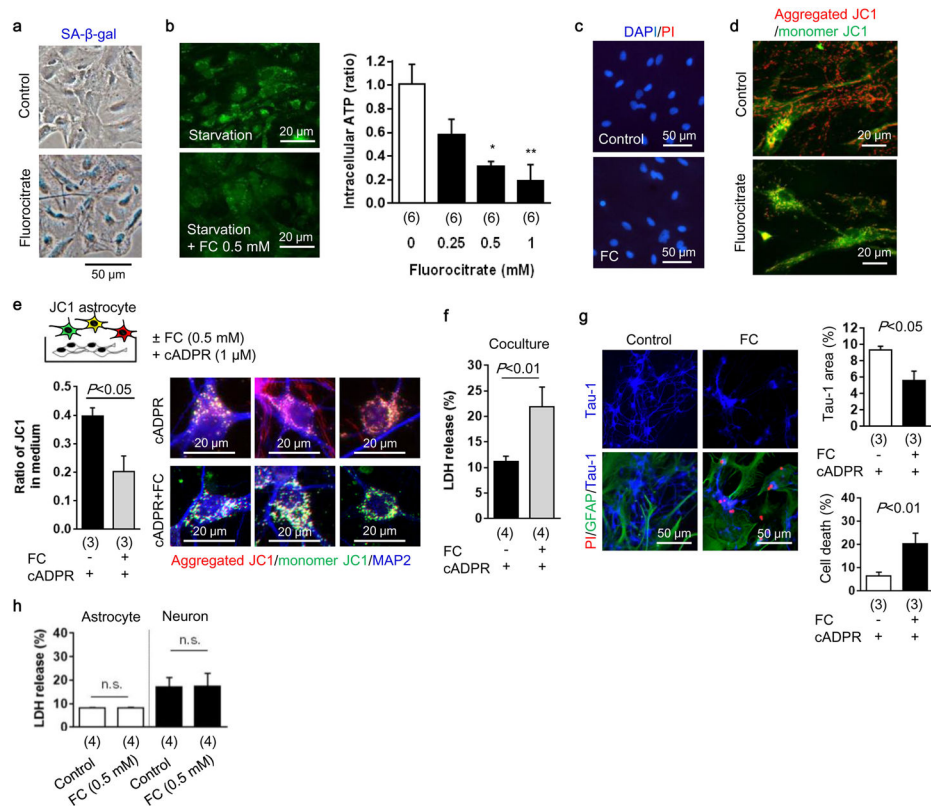 a
SA-β-gal
Control
Fluorocitrate
50 µm
b
Starvation
20 µm
Starvation
+ FC 0.5 mM
20 µm
Intracellular ATP (ratio)
1.2
1.0
0.8
0.6
0.4
0.2
0.0
* **
(6) (6) (6) (6)
0 0.25 0.5 1
Fluorocitrate (mM)
c
DAPI/PI
Control
50 µm
FC
50 µm
d
Aggregated JC1
/monomer JC1
Control
20 µm
Fluorocitrate
20 µm
e
JC1 astrocyte
± FC (0.5 mM)
+ cADPR (1 µM)
Ratio of JC1
in medium
P<0.05
0.5
0.4
0.3
0.2
0.1
0.0
(3) (3)
FC - +
cADPR + +
cADPR
20 µm 20 µm 20 µm
cADPR+FC
20 µm 20 µm 20 µm
Aggregated JC1/monomer JC1/MAP2
f
Coculture
P<0.01
LDH release (%)
30
25
20
15
10
5
0
(4) (4)
FC - +
cADPR + +
g
Control FC
Tau-1
PI/GFAP/Tau-1
50 µm 50 µm
Tau-1 area (%)
P<0.05
12
10
8
6
4
2
0
(3) (3)
FC - +
cADPR + +
Cell death (%)
P<0.01
50
40
30
20
10
0
(3) (3)
FC - +
cADPR + +
h
Astrocyte Neuron
LDH release (%)
40
30
20
10
0
n.s. n.s.
(4) (4) (4) (4)
Control
FC (0.5 mM)
Control
FC (0.5 mM)